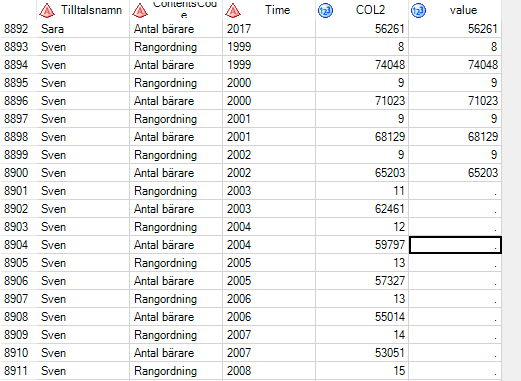 Tilltalsnamn ContentsCode Time COL2 value
8892 Sara Antal bärare 2017 56261 56261
8893 Sven Rangordning 1999 8 8
8894 Sven Antal bärare 1999 74048 74048
8895 Sven Rangordning 2000 9 9
8896 Sven Antal bärare 2000 71023 71023
8897 Sven Rangordning 2001 9 9
8898 Sven Antal bärare 2001 68129 68129
8899 Sven Rangordning 2002 9 9
8900 Sven Antal bärare 2002 65203 65203
8901 Sven Rangordning 2003 11 .
8902 Sven Antal bärare 2003 62461 .
8903 Sven Rangordning 2004 12 .
8904 Sven Antal bärare 2004 59797 .
8905 Sven Rangordning 2005 13 .
8906 Sven Antal bärare 2005 57327 .
8907 Sven Rangordning 2006 13 .
8908 Sven Antal bärare 2006 55014 .
8909 Sven Rangordning 2007 14 .
8910 Sven Antal bärare 2007 53051 .
8911 Sven Rangordning 2008 15 .